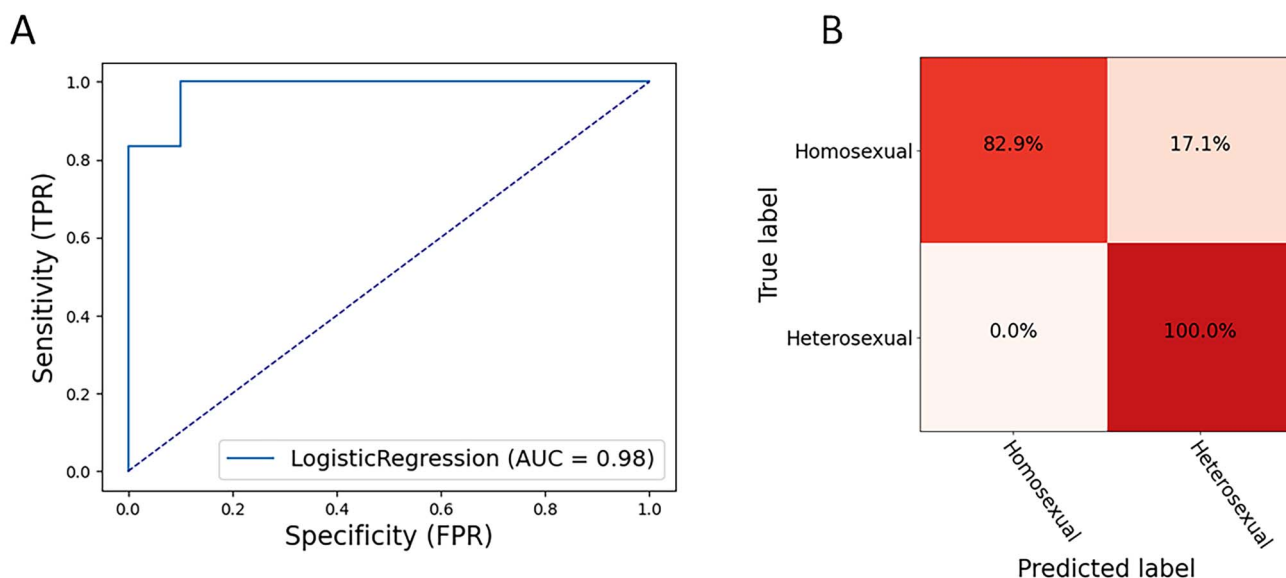 A
Sensitivity (TPR)
1.0
0.8
0.6
0.4
0.2
0.0
LogisticRegression (AUC = 0.98)
0.0 0.2 0.4 0.6 0.8 1.0
Specificity (FPR)
B
True label
Homosexual
82.9% 17.1%
Heterosexual
0.0% 100.0%
Homosexual
Heterosexual
Predicted label